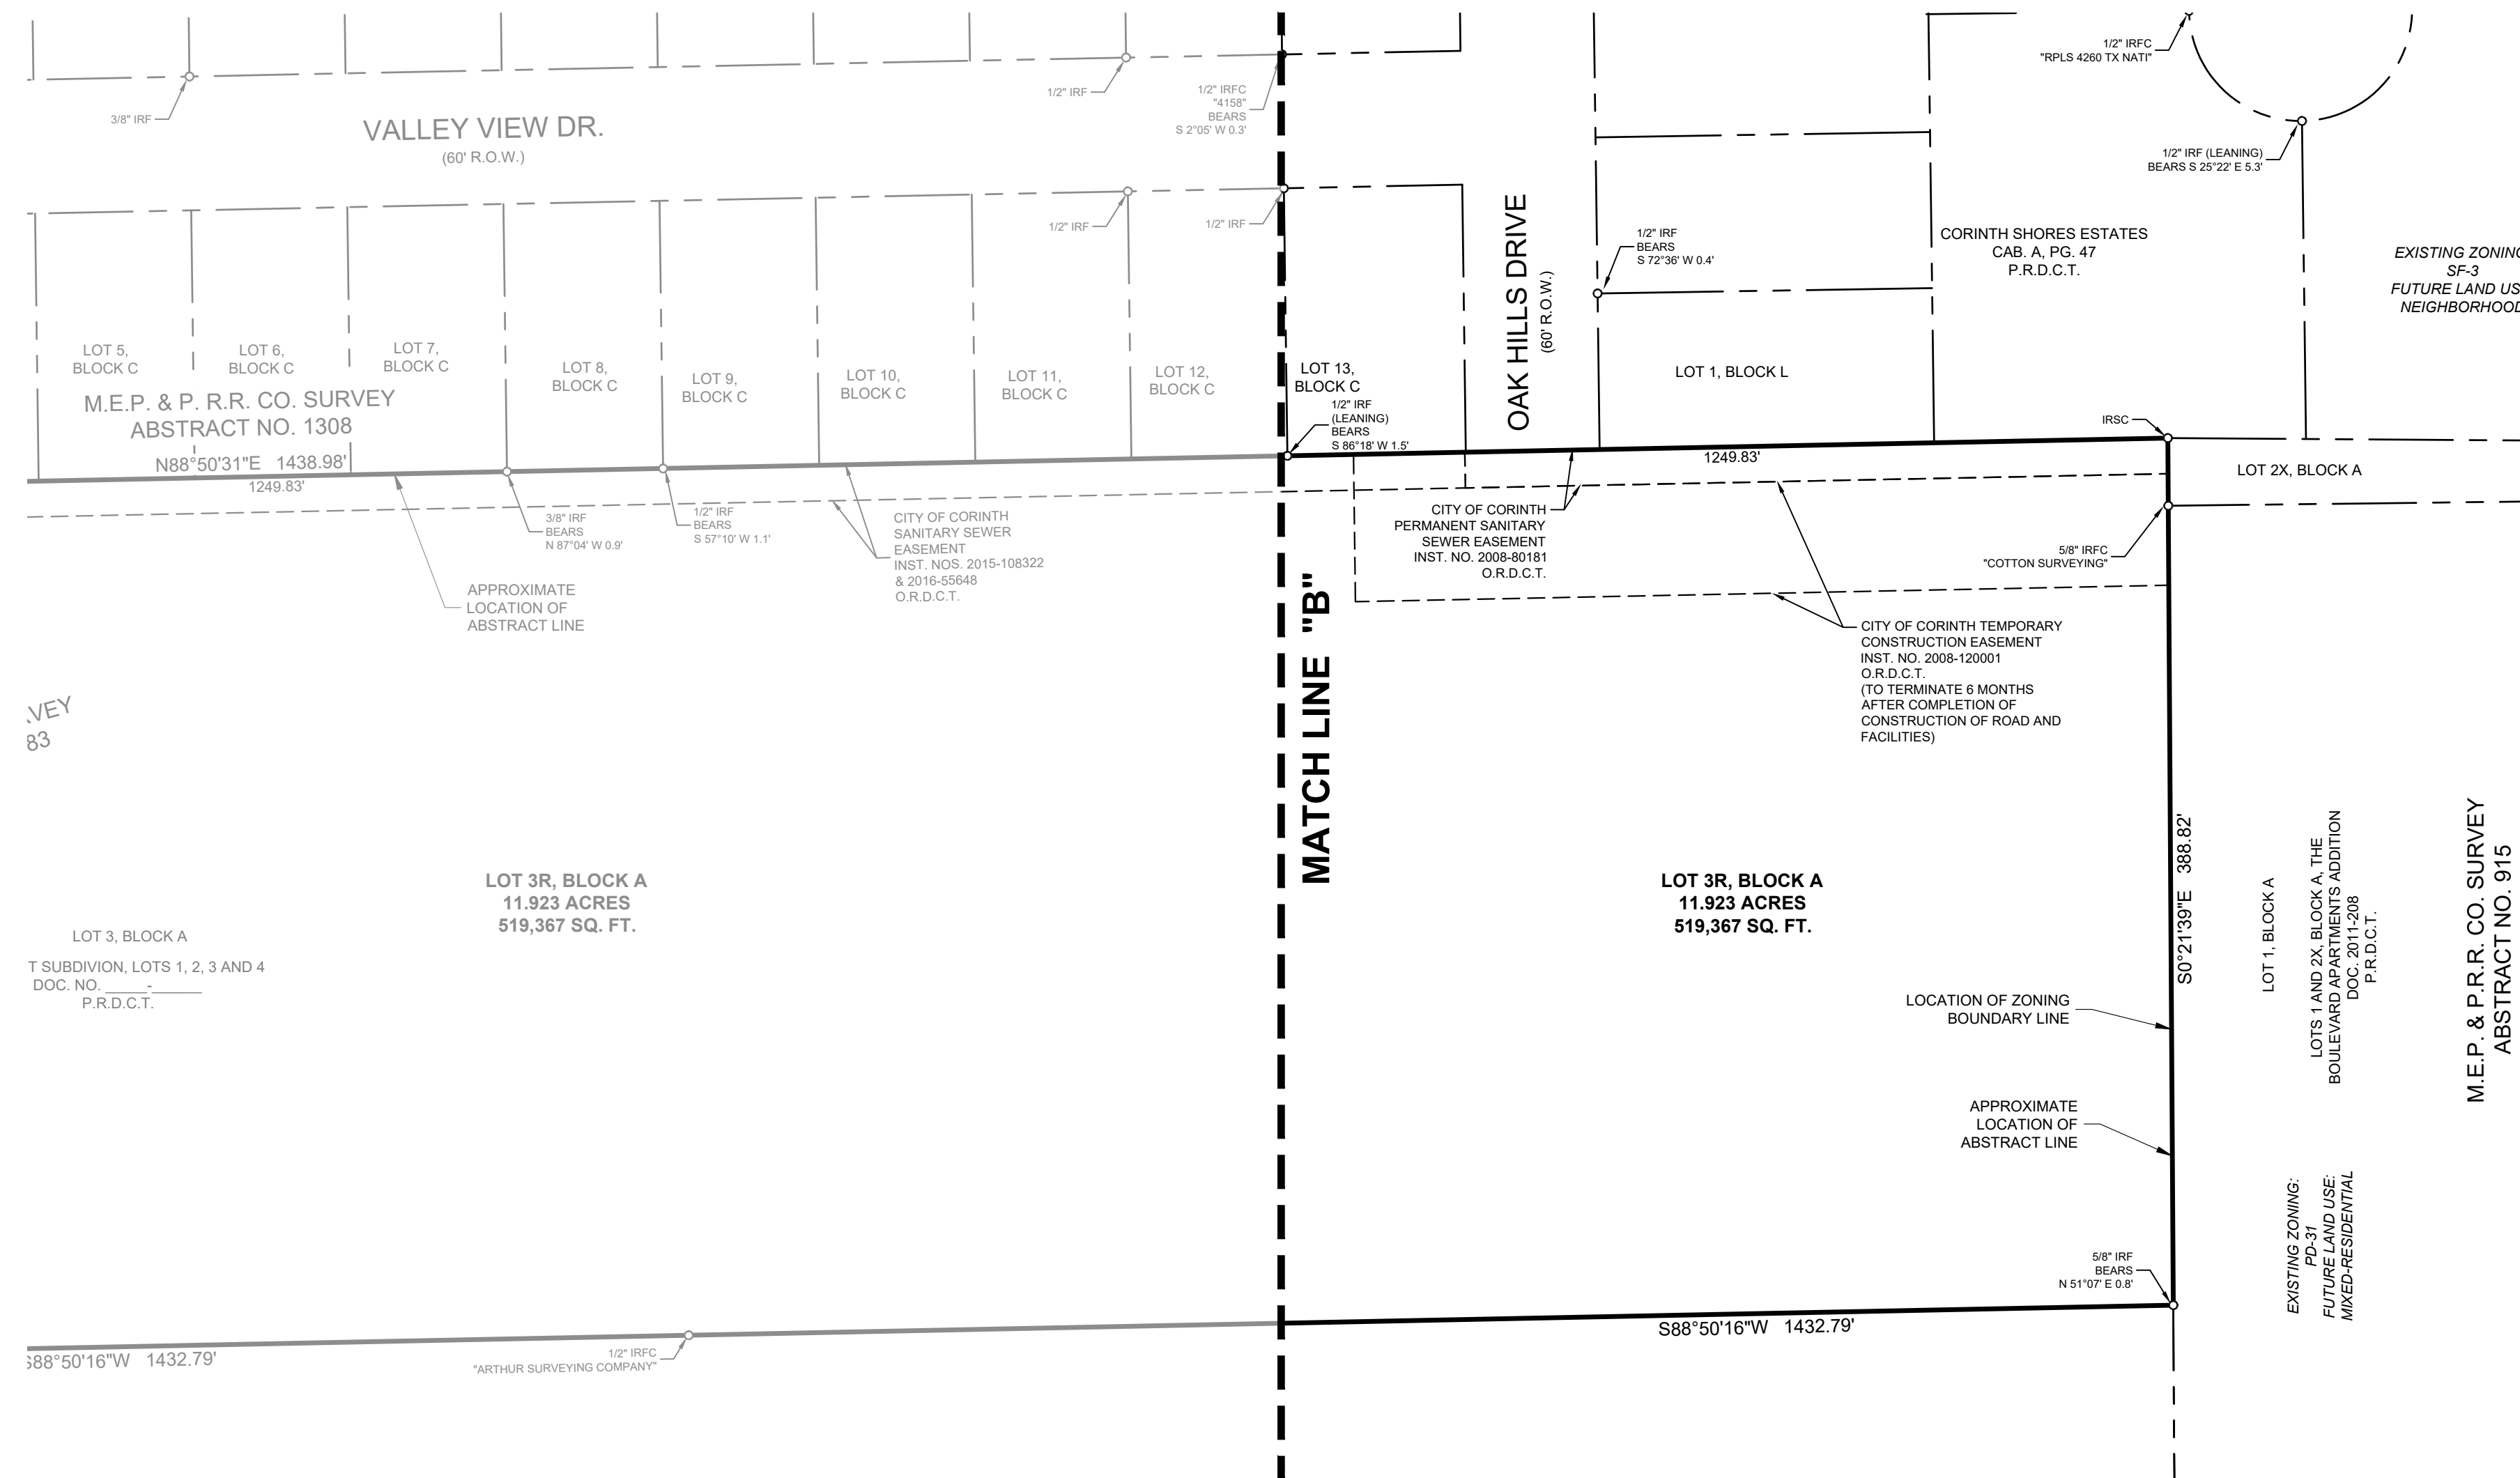 3/8" IRF
VALLEY VIEW DR.
(60' R.O.W.)
1/2" IRF
1/2" IRFC
"4158"
BEARS
S 2°05' W 0.3'
1/2" IRF
1/2" IRF
LOT 5,
BLOCK C
LOT 6,
BLOCK C
LOT 7,
BLOCK C
LOT 8,
BLOCK C
LOT 9,
BLOCK C
LOT 10,
BLOCK C
LOT 11,
BLOCK C
LOT 12,
BLOCK C
M.E.P. & P. R.R. CO. SURVEY
ABSTRACT NO. 1308
N88°50'31"E 1438.98'
1249.83'
3/8" IRF
BEARS
N 87°04' W 0.9'
1/2" IRF
BEARS
S 57°10' W 1.1'
CITY OF CORINTH
SANITARY SEWER
EASEMENT
INST. NOS. 2015-108322
& 2016-55648
O.R.D.C.T.
APPROXIMATE
LOCATION OF
ABSTRACT LINE
VEY
83
LOT 3R, BLOCK A
11.923 ACRES
519,367 SQ. FT.
LOT 3, BLOCK A
T SUBDIVION, LOTS 1, 2, 3 AND 4
DOC. NO. _____-______
P.R.D.C.T.
S88°50'16"W 1432.79'
1/2" IRFC
"ARTHUR SURVEYING COMPANY"
MATCH LINE "B"
LOT 13,
BLOCK C
1/2" IRF
(LEANING)
BEARS
S 86°18' W 1.5'
OAK HILLS DRIVE
(60' R.O.W.)
1/2" IRF
BEARS
S 72°36' W 0.4'
LOT 1, BLOCK L
CORINTH SHORES ESTATES
CAB. A, PG. 47
P.R.D.C.T.
1/2" IRFC
"RPLS 4260 TX NATI"
1/2" IRF (LEANING)
BEARS S 25°22' E 5.3'
EXISTING ZONING
SF-3
FUTURE LAND US
NEIGHBORHOOD
IRSC
1249.83'
LOT 2X, BLOCK A
CITY OF CORINTH
PERMANENT SANITARY
SEWER EASEMENT
INST. NO. 2008-80181
O.R.D.C.T.
5/8" IRFC
"COTTON SURVEYING"
CITY OF CORINTH TEMPORARY
CONSTRUCTION EASEMENT
INST. NO. 2008-120001
O.R.D.C.T.
(TO TERMINATE 6 MONTHS
AFTER COMPLETION OF
CONSTRUCTION OF ROAD AND
FACILITIES)
LOT 3R, BLOCK A
11.923 ACRES
519,367 SQ. FT.
S0°21'39"E 388.82'
LOCATION OF ZONING
BOUNDARY LINE
APPROXIMATE
LOCATION OF
ABSTRACT LINE
LOT 1, BLOCK A
LOTS 1 AND 2X, BLOCK A, THE
BOULEVARD APARTMENTS ADDITION
DOC. 2011-208
P.R.D.C.T.
M.E.P. & P.R.R. CO. SURVEY
ABSTRACT NO. 915
EXISTING ZONING:
PD-31
FUTURE LAND USE:
MIXED-RESIDENTIAL
5/8" IRF
BEARS
N 51°07' E 0.8'
S88°50'16"W 1432.79'